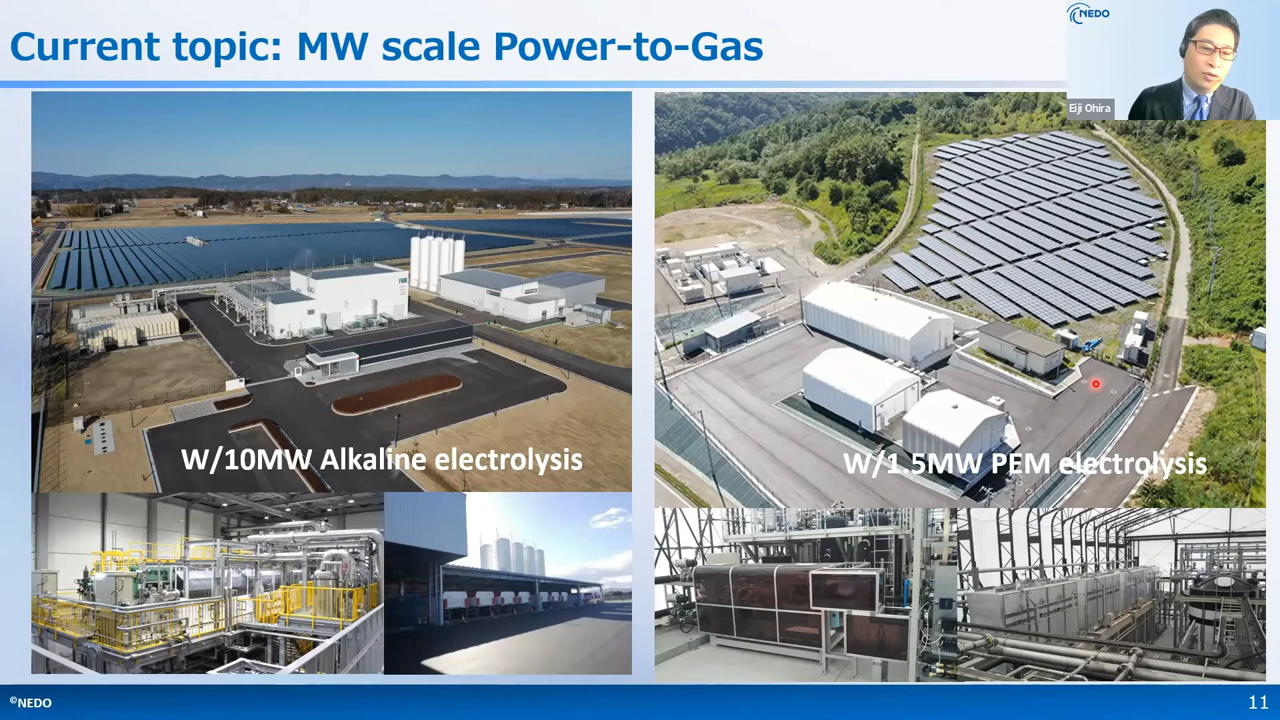 Current topic: MW scale Power-to-Gas
NEDO
Eiji Ohira
W/10MW Alkaline electrolysis
W/1.5MW PEM electrolysis
©NEDO
11